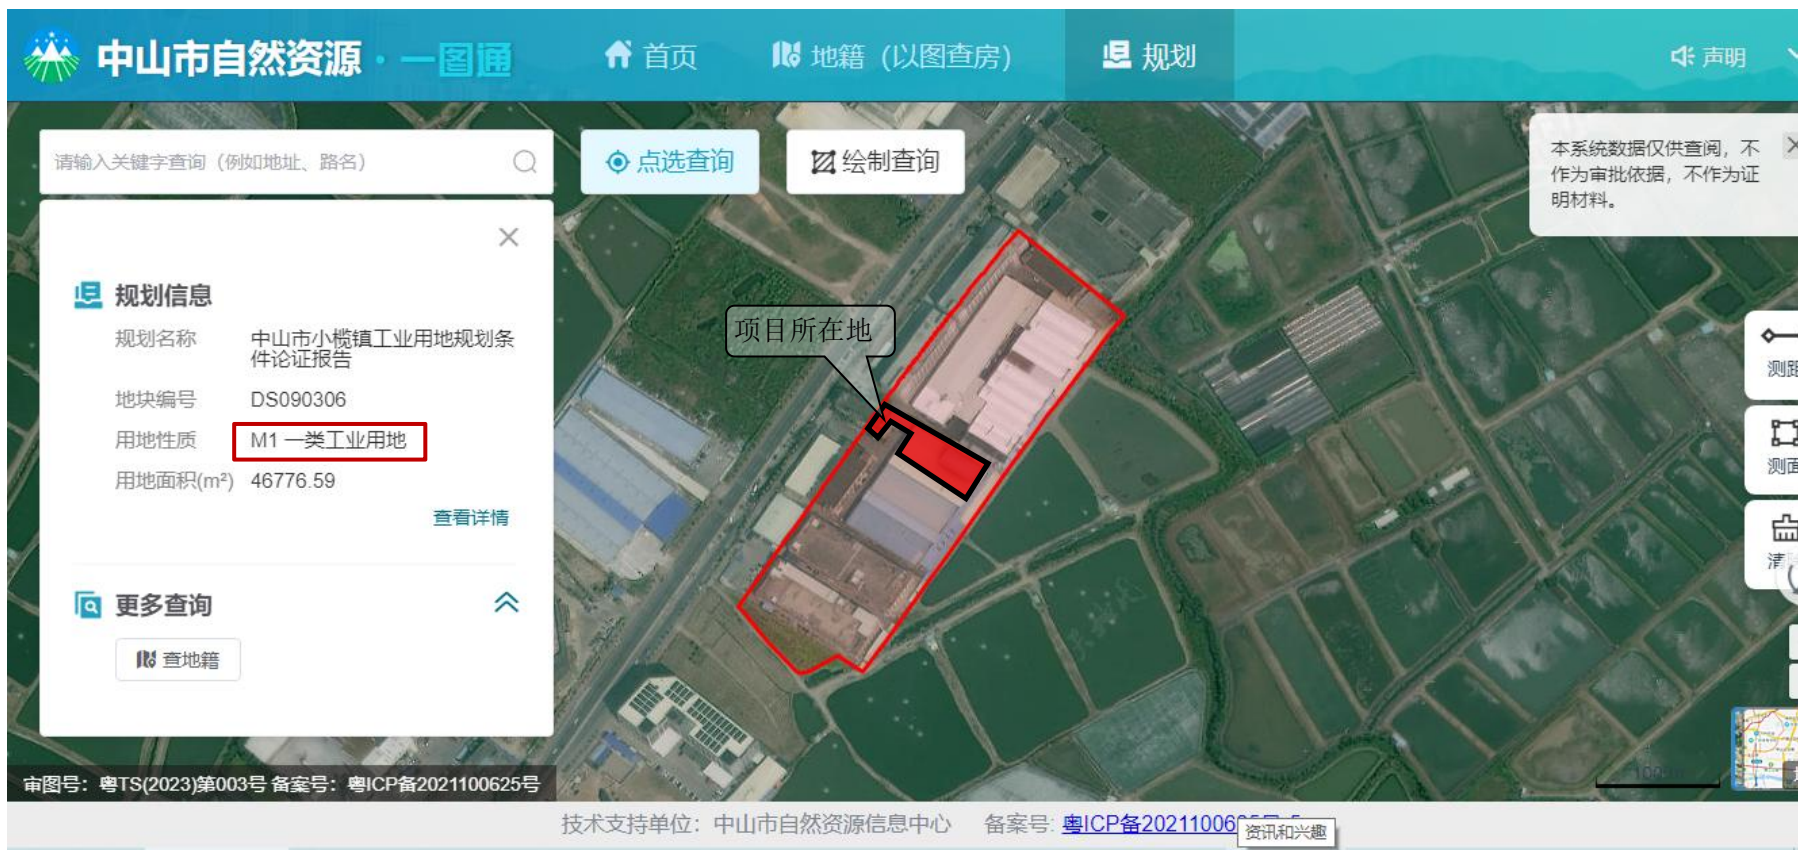 中山市自然资源·一图通
首页
地籍（以图查房）
规划
声明
请输入关键字查询（例如地址、路名）
点选查询
绘制查询
本系统数据仅供查阅，不
作为审批依据，不作为证
明材料。
规划信息
规划名称 中山市小榄镇工业用地规划条
件论证报告
地块编号 DS090306
用地性质 M1 一类工业用地
用地面积(m²) 46776.59
查看详情
更多查询
查地籍
项目所在地
测距
测面
审图号：粤TS(2023)第003号 备案号：粤ICP备2021100625号
技术支持单位：中山市自然资源信息中心 备案号: 粤ICP备2021100
资讯和兴趣